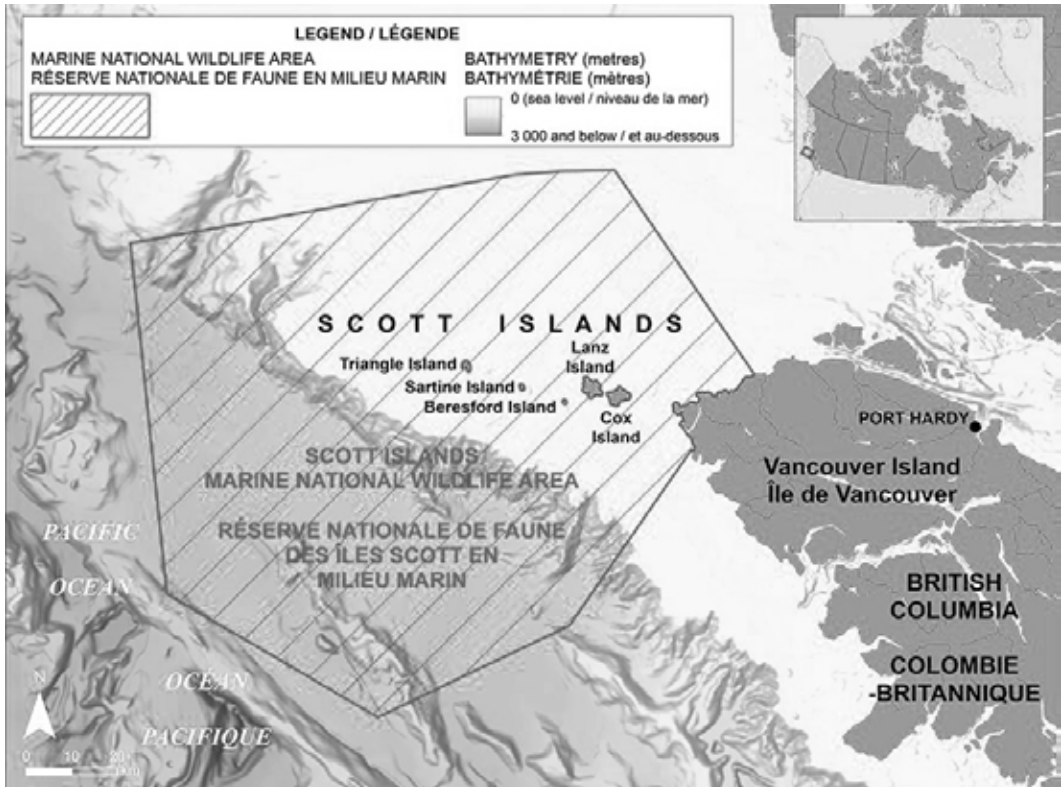 LEGEND / LÉGENDE
MARINE NATIONAL WILDLIFE AREA
RÉSERVE NATIONALE DE FAUNE EN MILIEU MARIN
BATHYMETRY (metres)
BATHYMÉTRIE (mètres)
0 (sea level / niveau de la mer)
3 000 and below / et au-dessous
SCOTT ISLANDS
Lanz
Island
Triangle Island
Sartine Island
Beresford Island
Cox
Island
PORT HARDY
Vancouver Island
Île de Vancouver
SCOTT ISLANDS
MARINE NATIONAL WILDLIFE AREA
RÉSERVE NATIONALE DE FAUNE
DES ÎLES SCOTT EN
MILIEU MARIN
PACIFIC
OCEAN
BRITISH
COLUMBIA
COLOMBIE
-BRITANNIQUE
OCÉAN
PACIFIQUE
N
0 10 20
km